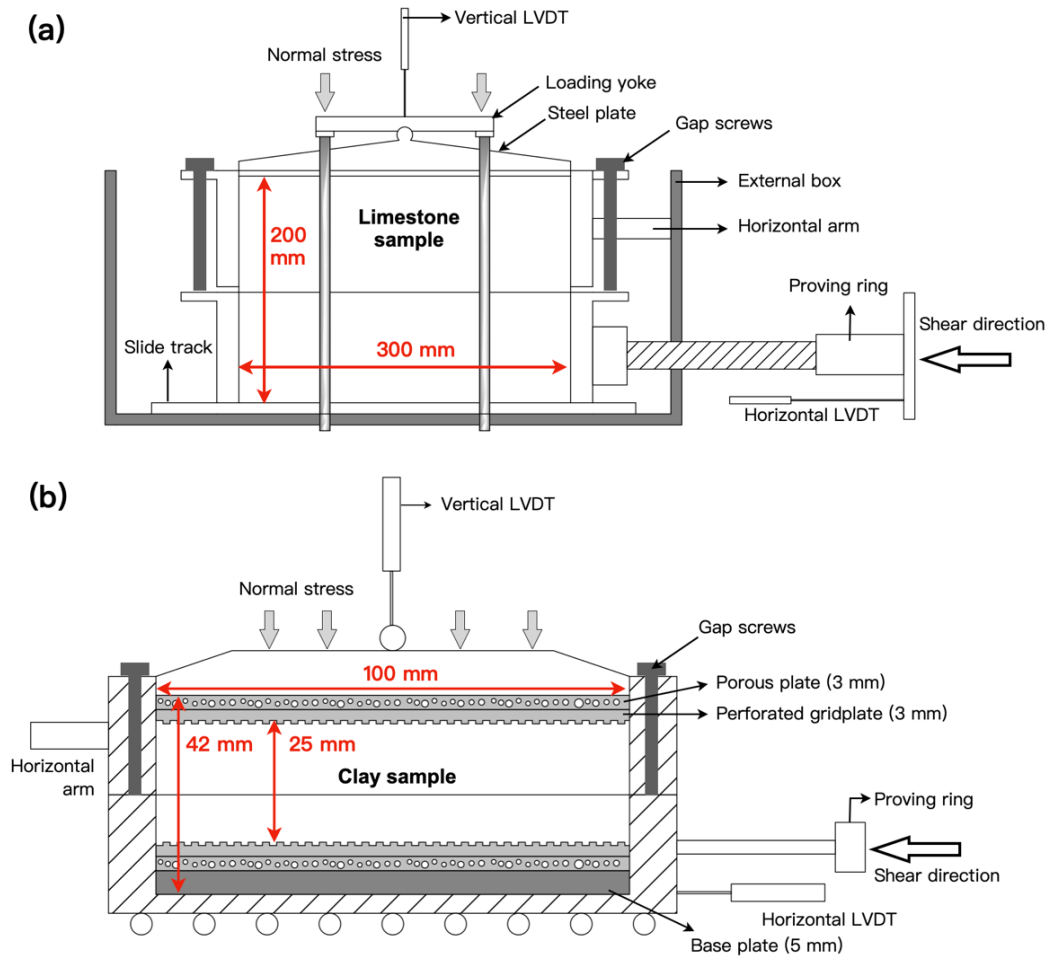 (a)
Vertical LVDT
Normal stress
Loading yoke
Steel plate
Gap screws
External box
Limestone
sample
Horizontal arm
200
mm
Proving ring
Shear direction
Slide track
300 mm
Horizontal LVDT
(b)
Vertical LVDT
Normal stress
Gap screws
100 mm
Porous plate (3 mm)
Perforated gridplate (3 mm)
42 mm
25 mm
Horizontal
arm
Clay sample
Proving ring
Shear direction
Horizontal LVDT
Base plate (5 mm)